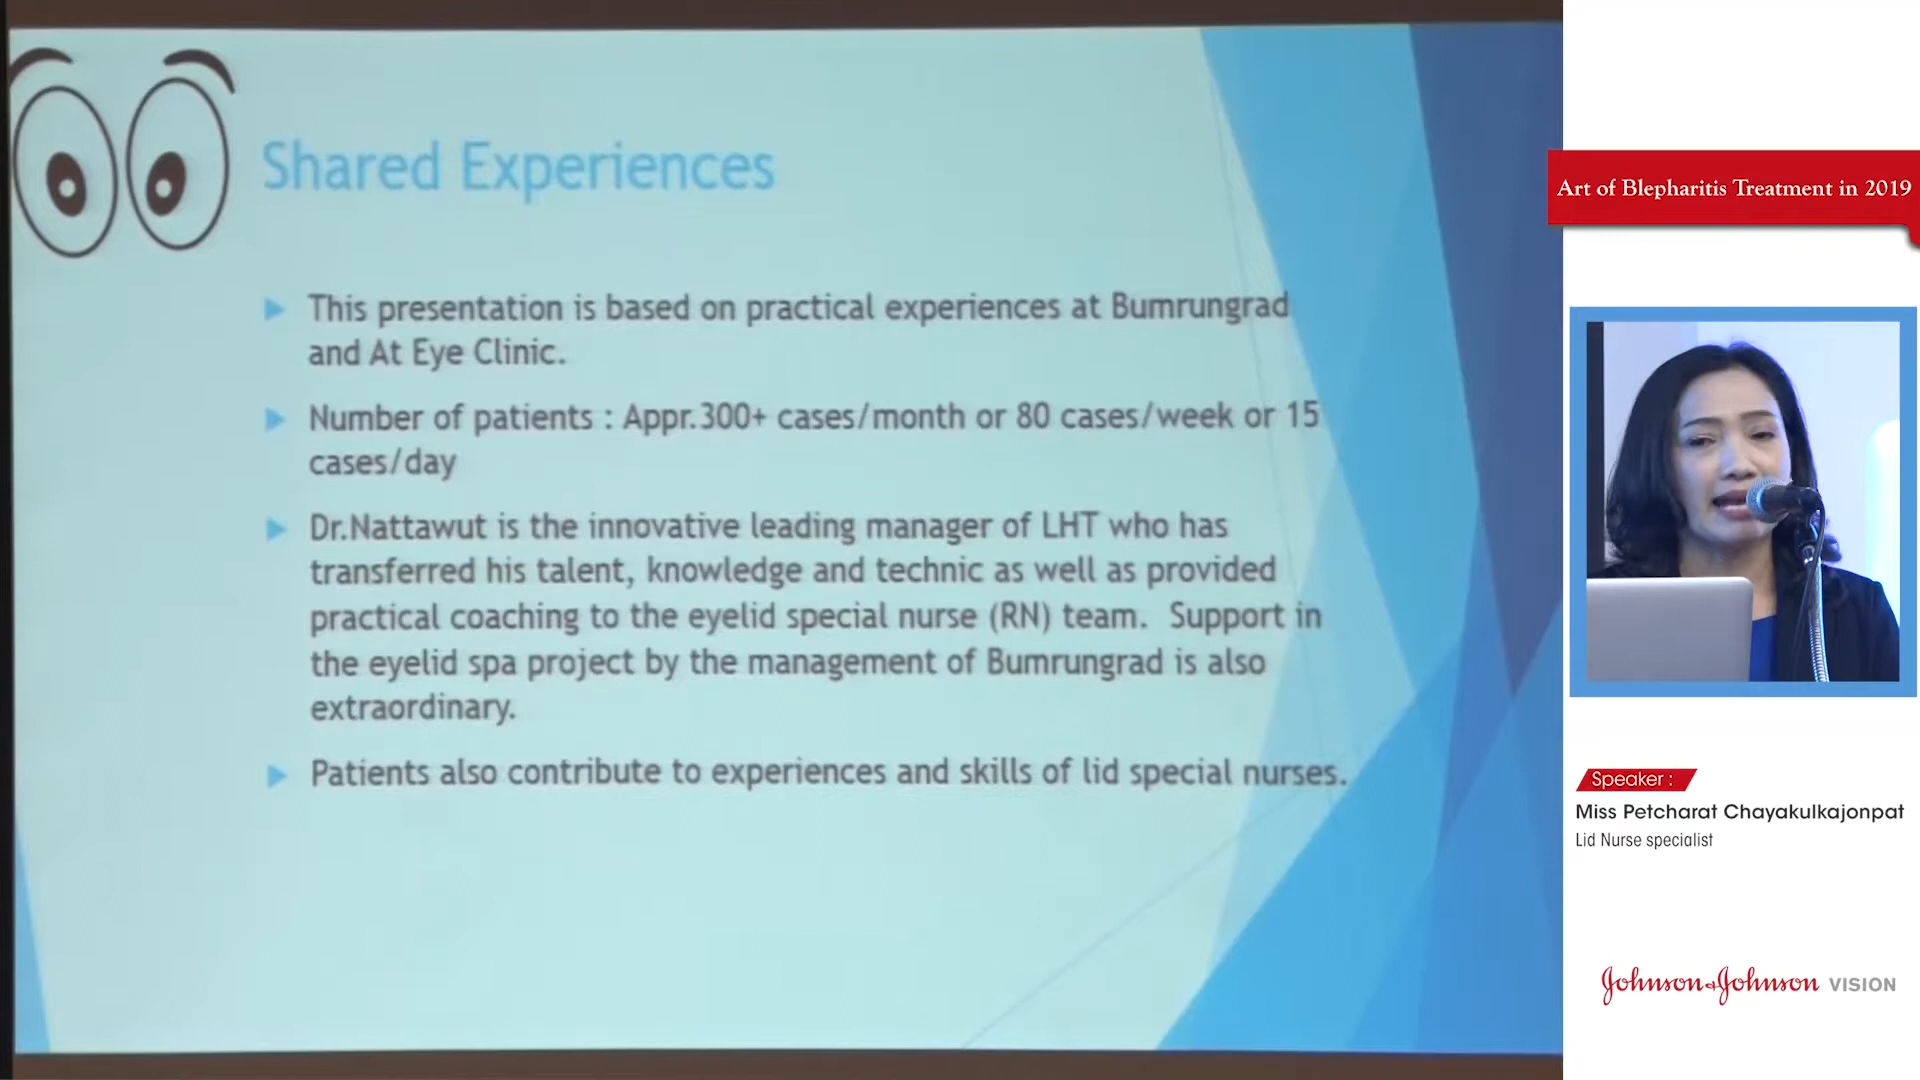 Shared Experiences
This presentation is based on practical experiences at Bumrungrad
and At Eye Clinic.
Number of patients : Appr.300+ cases/month or 80 cases/week or 15
cases/day
Dr.Nattawut is the innovative leading manager of LHT who has
transferred his talent, knowledge and technic as well as provided
practical coaching to the eyelid special nurse (RN) team. Support in
the eyelid spa project by the management of Bumrungrad is also
extraordinary.
Patients also contribute to experiences and skills of lid special nurses.
Art of Blepharitis Treatment in 2019
Speaker :
Miss Petcharat Chayakulkajonpat
Lid Nurse specialist
Johnson & Johnson VISION